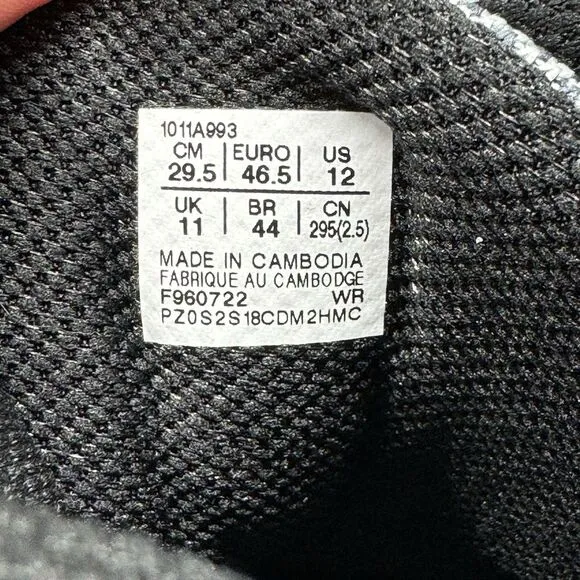 1011A993
CM | EURO | US
29.5 | 46.5 | 12
UK | BR | CN
11 | 44 | 295(2.5)
MADE IN CAMBODIA
FABRIQUE AU CAMBODGE
F960722 WR
PZ0S2S18CDM2HMC